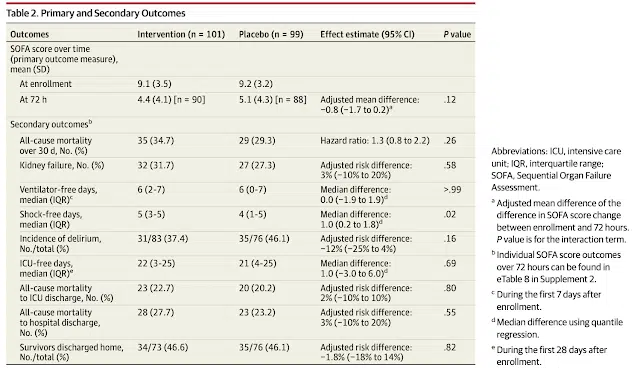 Table 2. Primary and Secondary Outcomes
Outcomes Intervention (n = 101) Placebo (n = 99) Effect estimate (95% CI) P value
SOFA score over time
(primary outcome measure),
mean (SD)
At enrollment 9.1 (3.5) 9.2 (3.2)
At 72 h 4.4 (4.1) [n = 90] 5.1 (4.3) [n = 88] Adjusted mean difference: .12
−0.8 (−1.7 to 0.2)a
Secondary outcomesb
All-cause mortality 35 (34.7) 29 (29.3) Hazard ratio: 1.3 (0.8 to 2.2) .26
over 30 d, No. (%)
Kidney failure, No. (%) 32 (31.7) 27 (27.3) Adjusted risk difference: .58
3% (−10% to 20%)
Ventilator-free days, 6 (2-7) 6 (0-7) Median difference: >.99
median (IQR)c 0.0 (−1.9 to 1.9)d
Shock-free days, 5 (3-5) 4 (1-5) Median difference: .02
median (IQR) 1.0 (0.2 to 1.8)d
Incidence of delirium, 31/83 (37.4) 35/76 (46.1) Adjusted risk difference: .16
No./total (%) −12% (−25% to 4%)
ICU-free days, 22 (3-25) 21 (4-25) Median difference: .69
median (IQR)e 1.0 (−3.0 to 6.0)d
All-cause mortality 23 (22.7) 20 (20.2) Adjusted risk difference: .80
to ICU discharge, No. (%) 2% (−10% to 10%)
All-cause mortality 28 (27.7) 23 (23.2) Adjusted risk difference: .55
to hospital discharge, 3% (−10% to 20%)
No. (%)
Survivors discharged home, 34/73 (46.6) 35/76 (46.1) Adjusted risk difference: .82
No./total (%) −1.8% (−18% to 14%)
Abbreviations: ICU, intensive care
unit; IQR, interquartile range;
SOFA, Sequential Organ Failure
Assessment.
a Adjusted mean difference of the
difference in SOFA score change
between enrollment and 72 hours.
P value is for the interaction term.
b Individual SOFA score outcomes
over 72 hours can be found in
eTable 8 in Supplement 2.
c During the first 7 days after
enrollment.
d Median difference using quantile
regression.
e During the first 28 days after
enrollment.